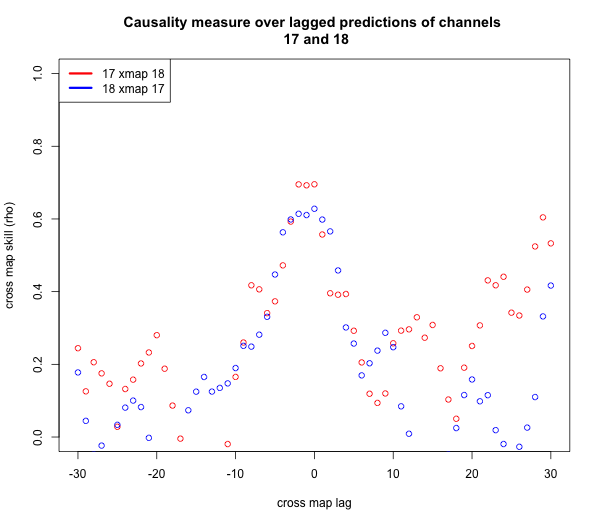 Causality measure over lagged predictions of channels
17 and 18
17 xmap 18
18 xmap 17
1.0
0.8
0.6
0.4
0.2
0.0
cross map skill (rho)
-30 -20 -10 0 10 20 30
cross map lag